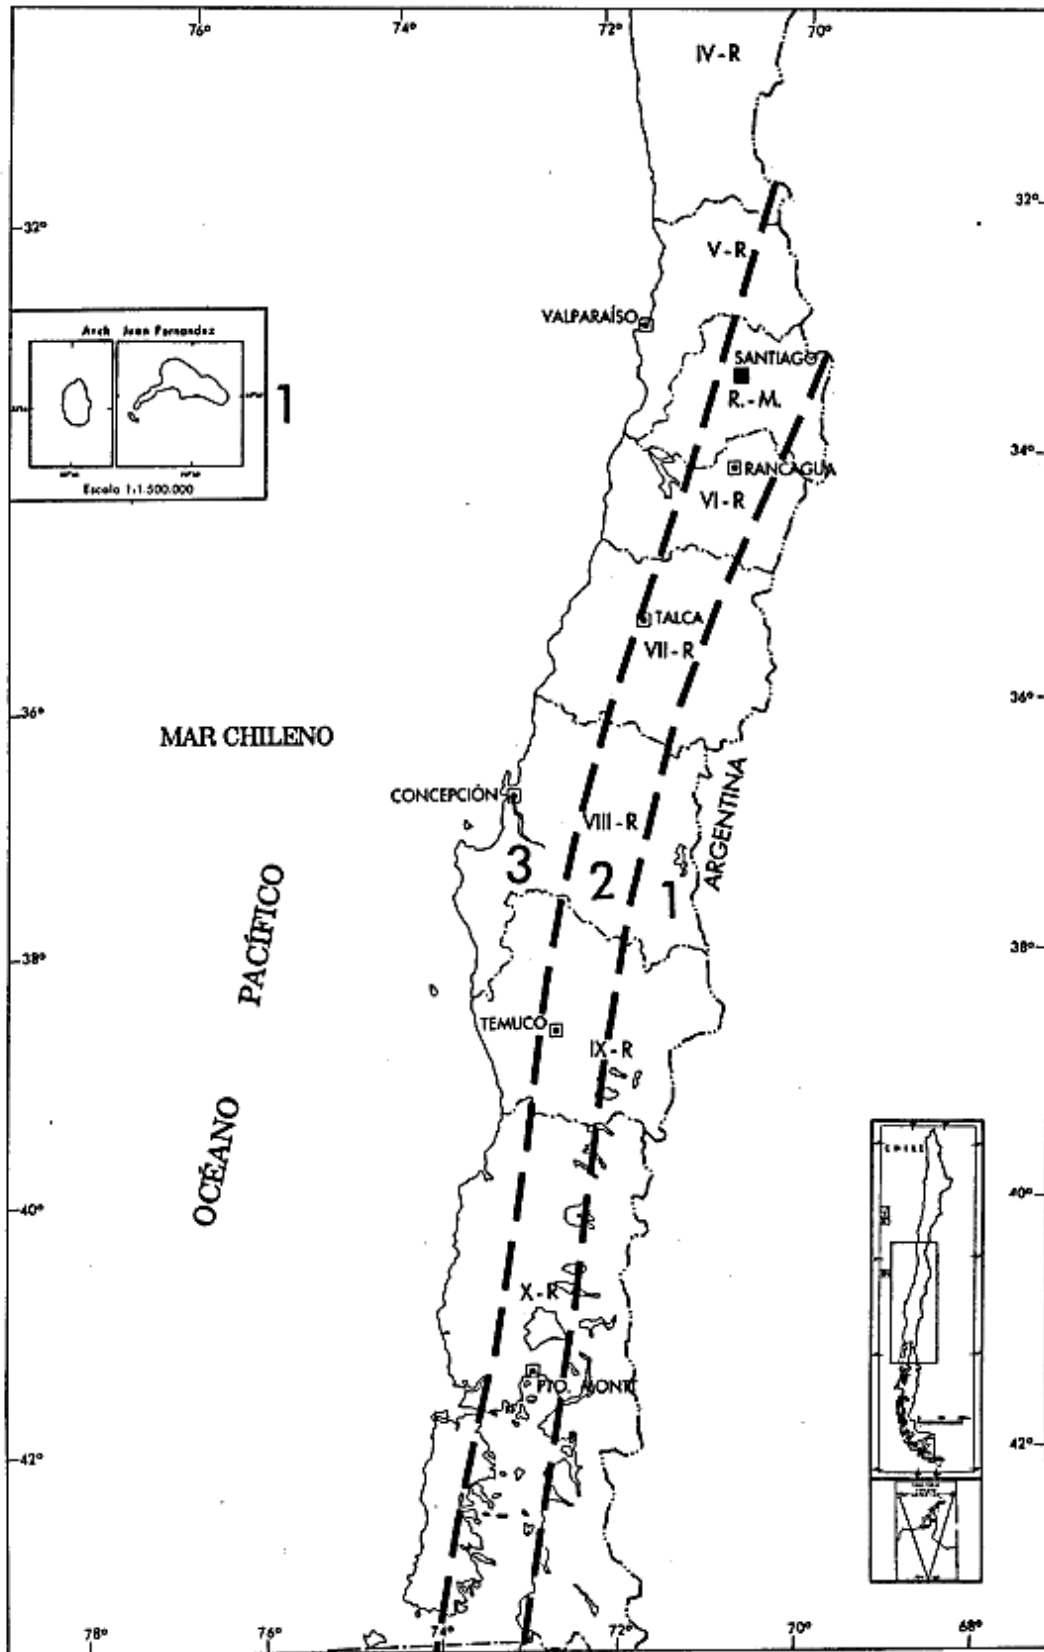 76° 74° 72° 70°
IV-R
32° 32°
V-R
VALPARAÍSO
Arch Juan Fernandez
SANTIAGO
R.-M.
1
34°
RANCAGUA
VI-R
Escala 1:1.500.000
TALCA
VII-R
36° 36°
MAR CHILENO
CONCEPCIÓN
VIII-R
ARGENTINA
3 2 1
OCÉANO PACÍFICO
38° 38°
TEMUCO
IX-R
CHILE
40° 40°
X-R
PTO. MONTT
42° 42°
78° 76° 74° 72° 70° 68°